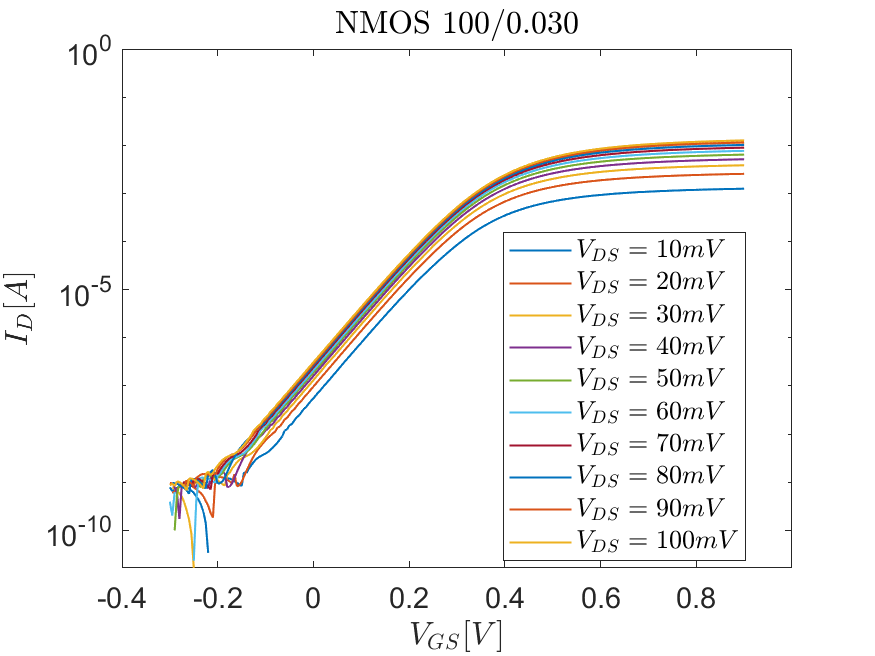 NMOS 100/0.030
10^0
10^-5
10^-10
I_D[A]
-0.4 -0.2 0 0.2 0.4 0.6 0.8
V_GS[V]
V_DS = 10mV
V_DS = 20mV
V_DS = 30mV
V_DS = 40mV
V_DS = 50mV
V_DS = 60mV
V_DS = 70mV
V_DS = 80mV
V_DS = 90mV
V_DS = 100mV